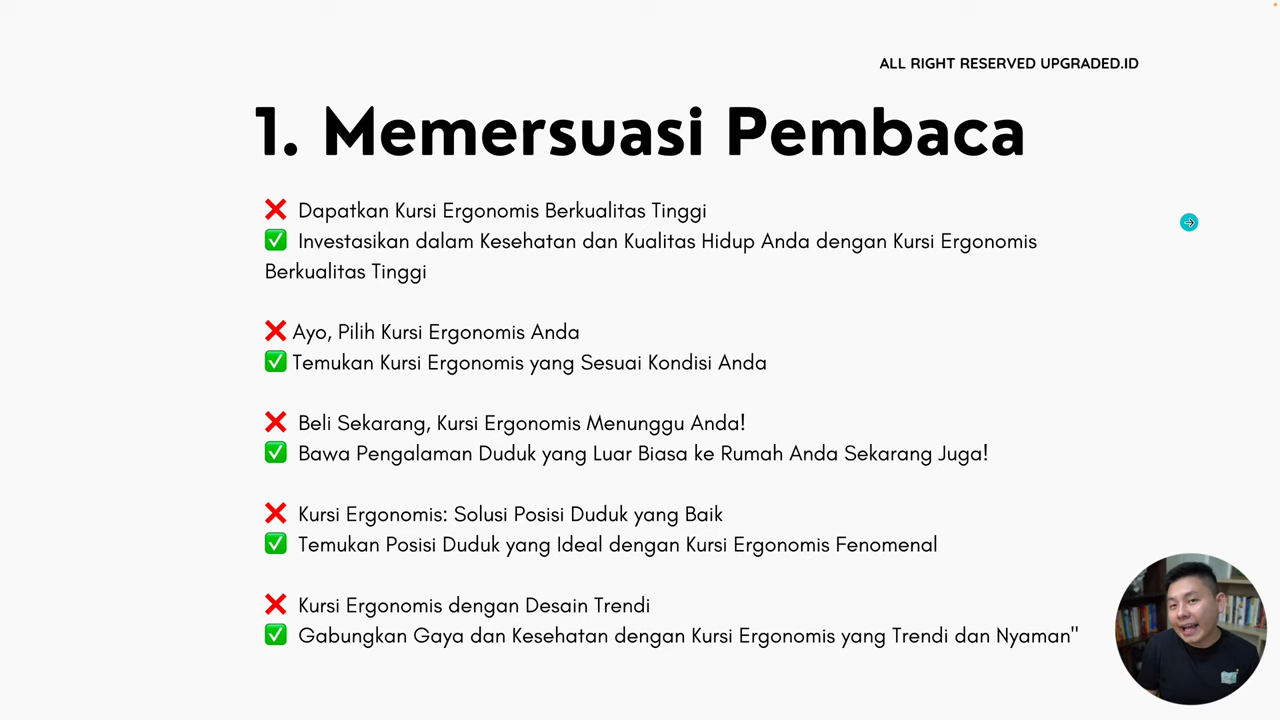 ALL RIGHT RESERVED UPGRADED.ID
1. Memersuasi Pembaca
❌ Dapatkan Kursi Ergonomis Berkualitas Tinggi
✅ Investasikan dalam Kesehatan dan Kualitas Hidup Anda dengan Kursi Ergonomis
Berkualitas Tinggi
❌ Ayo, Pilih Kursi Ergonomis Anda
✅ Temukan Kursi Ergonomis yang Sesuai Kondisi Anda
❌ Beli Sekarang, Kursi Ergonomis Menunggu Anda!
✅ Bawa Pengalaman Duduk yang Luar Biasa ke Rumah Anda Sekarang Juga!
❌ Kursi Ergonomis: Solusi Posisi Duduk yang Baik
✅ Temukan Posisi Duduk yang Ideal dengan Kursi Ergonomis Fenomenal
❌ Kursi Ergonomis dengan Desain Trendi
✅ Gabungkan Gaya dan Kesehatan dengan Kursi Ergonomis yang Trendi dan Nyaman"